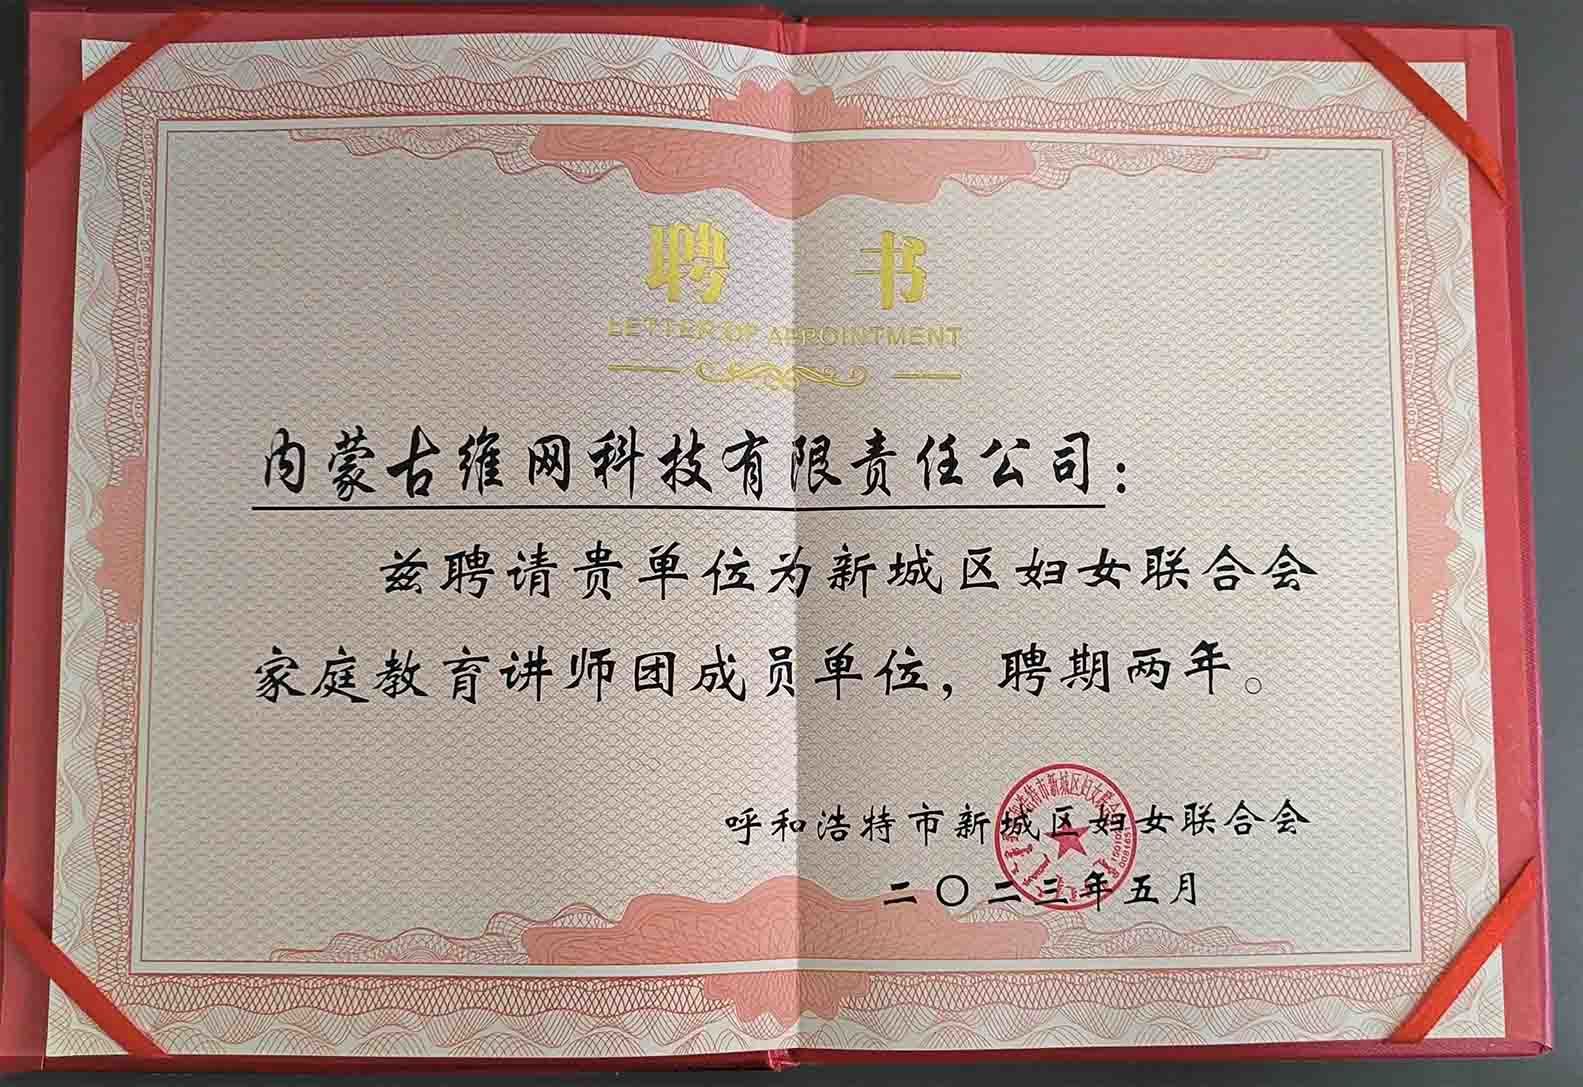 聘 书
LETTER OF APPOINTMENT
内蒙古维网科技有限责任公司：
兹聘请贵单位为新城区妇女联合会
家庭教育讲师团成员单位，聘期两年。
呼和浩特市新城区妇女联合会
二〇二三年五月